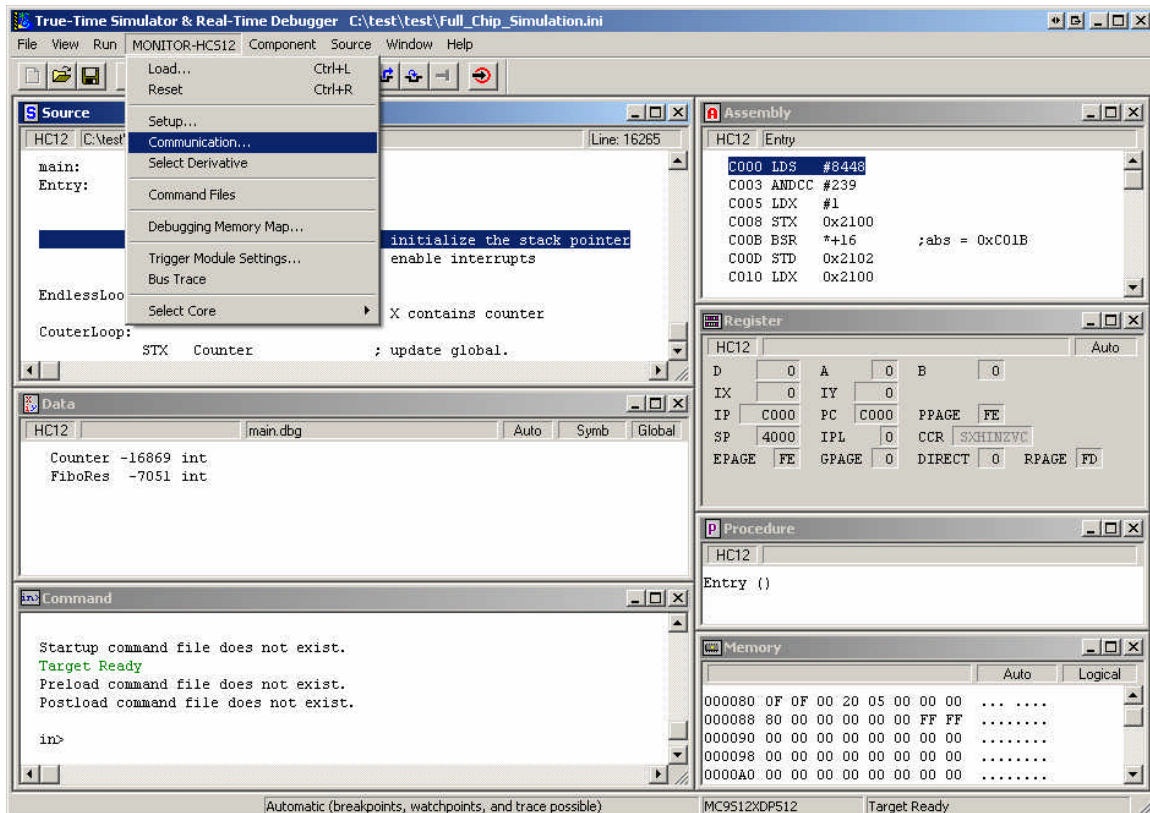 True-Time Simulator & Real-Time Debugger C:\test\test\Full_Chip_Simulation.ini
File View Run MONITOR-HCS12 Component Source Window Help
Load... Ctrl+L
Reset Ctrl+R
Setup...
Communication...
Select Derivative
Command Files
Debugging Memory Map...
Trigger Module Settings...
Bus Trace
Select Core
Source
HC12 C:\test\ Line: 16265
main:
Entry:
initialize the stack pointer
enable interrupts
EndlessLoo
X contains counter
CouterLoop:
STX Counter ; update global.
Assembly
HC12 Entry
C000 LDS #8448
C003 ANDCC #239
C005 LDX #1
C008 STX 0x2100
C00B BSR *+16 ;abs = 0xC01B
C00D STD 0x2102
C010 LDX 0x2100
Register
HC12 Auto
D 0 A 0 B 0
IX 0 IY 0
IP C000 PC C000 PPAGE FE
SP 4000 IPL 0 CCR SXHINZVC
EPAGE FE GPAGE 0 DIRECT 0 RPAGE FD
Data
HC12 main.dbg Auto Symb Global
Counter -16869 int
FiboRes -7051 int
Procedure
HC12
Entry ()
Command
Startup command file does not exist.
Target Ready
Preload command file does not exist.
Postload command file does not exist.
in>
Memory
Auto Logical
000080 0F 0F 00 20 05 00 00 00 ... ....
000088 80 00 00 00 00 00 FF FF ........
000090 00 00 00 00 00 00 00 00 ........
000098 00 00 00 00 00 00 00 00 ........
0000A0 00 00 00 00 00 00 00 00 ........
Automatic (breakpoints, watchpoints, and trace possible) MC9S12XDP512 Target Ready